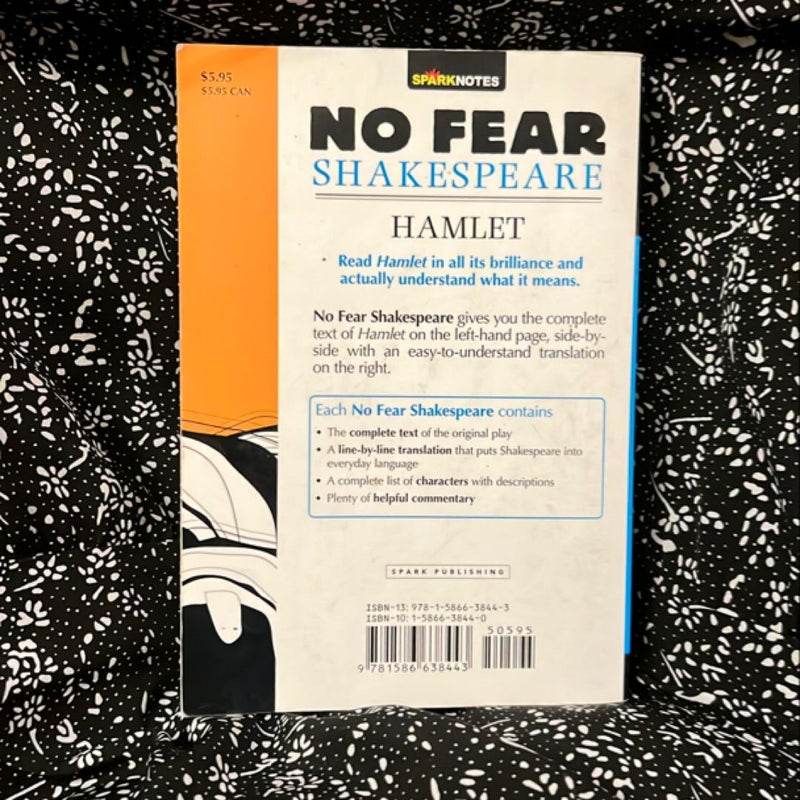 $5.95
$5.95 CAN
SPARKNOTES
NO FEAR
SHAKESPEARE
HAMLET
Read Hamlet in all its brilliance and
actually understand what it means.
No Fear Shakespeare gives you the complete
text of Hamlet on the left-hand page, side-by-
side with an easy-to-understand translation
on the right.
Each No Fear Shakespeare contains
• The complete text of the original play
• A line-by-line translation that puts Shakespeare into
everyday language
• A complete list of characters with descriptions
• Plenty of helpful commentary
SPARK PUBLISHING
ISBN-13: 978-1-5866-3844-3
ISBN-10: 1-5866-3844-0
50595
9 781586 638443